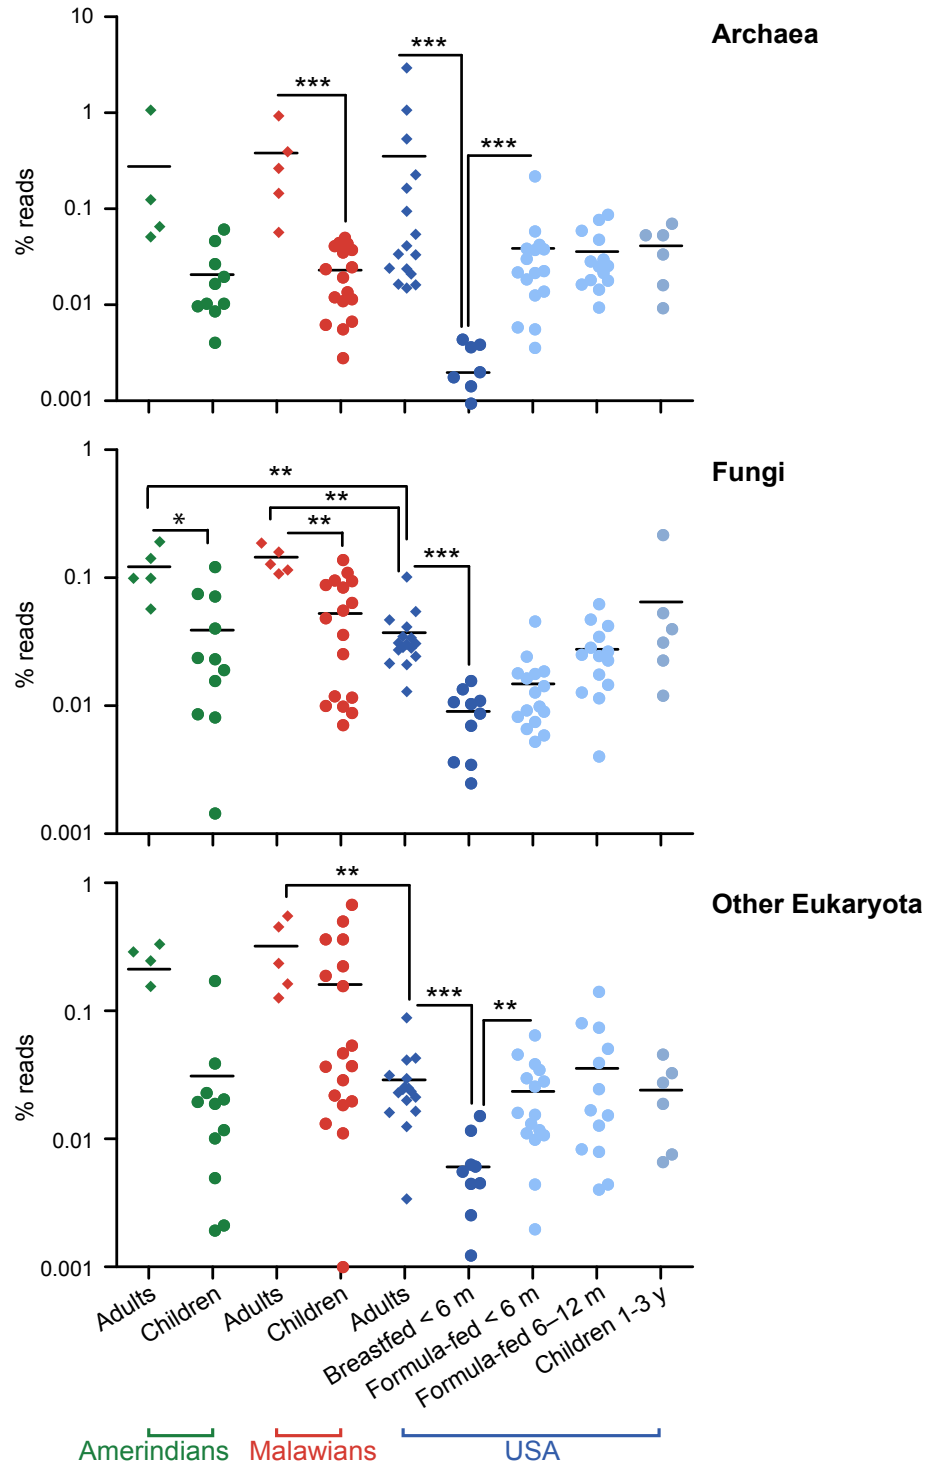 Archaea
10
***
***
***
1
0.1
0.01
0.001
% reads
Fungi
1
**
**
*
**
***
0.1
0.01
0.001
% reads
Other Eukaryota
1
**
***
**
0.1
0.01
0.001
% reads
Adults
Children
Adults
Children
Adults
Breastfed < 6 m
Formula-fed < 6 m
Formula-fed 6–12 m
Children 1-3 y
Amerindians
Malawians
USA